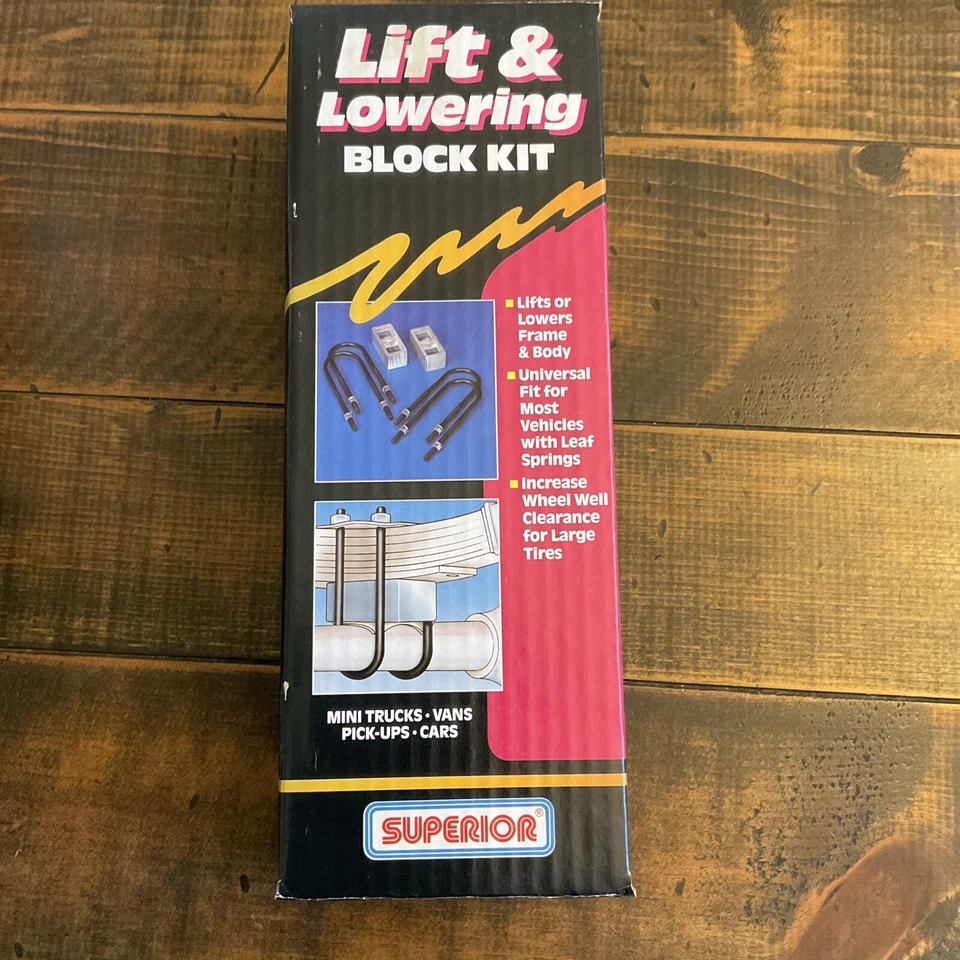 Lift &
Lowering
BLOCK KIT
Lifts or
Lowers
Frame
& Body
Universal
Fit for
Most
Vehicles
with Leaf
Springs
Increase
Wheel Well
Clearance
for Large
Tires
MINI TRUCKS • VANS
PICK-UPS • CARS
SUPERIOR®